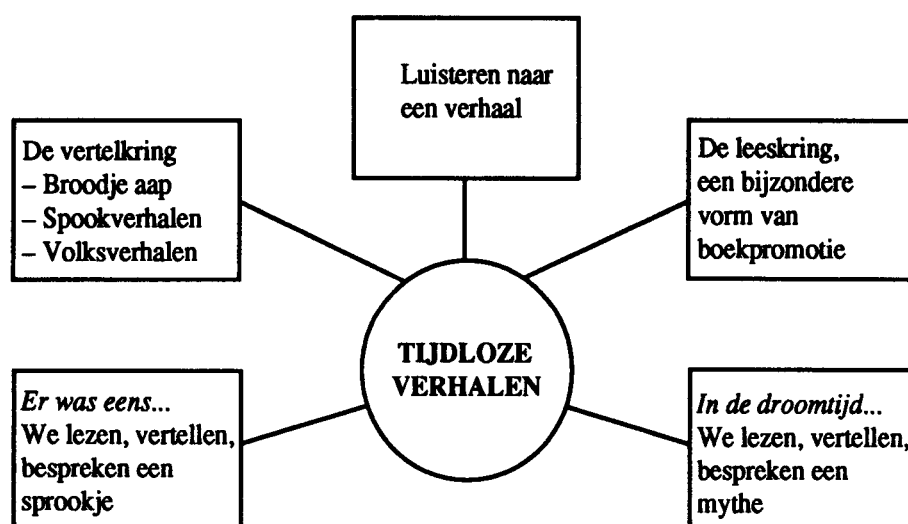 Luisteren naar
een verhaal
De vertelkring
– Broodje aap
– Spookverhalen
– Volksverhalen
De leeskring,
een bijzondere
vorm van
boekpromotie
TIJDLOZE
VERHALEN
Er was eens...
We lezen, vertellen,
bespreken een
sprookje
In de droomtijd...
We lezen, vertellen,
bespreken een
mythe